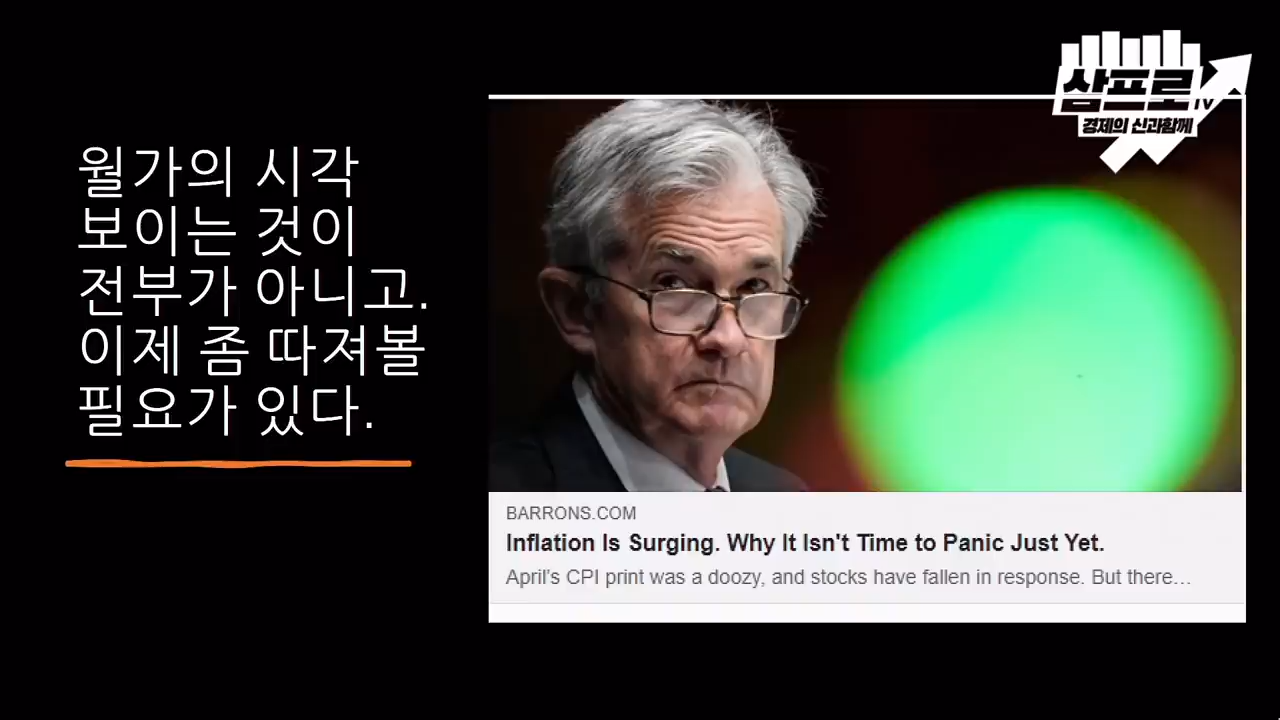 월가의 시각
보이는 것이
전부가 아니고.
이제 좀 따져볼
필요가 있다.
삼프로TV
경제의 신과함께
BARRONS.COM
Inflation Is Surging. Why It Isn't Time to Panic Just Yet.
April's CPI print was a doozy, and stocks have fallen in response. But there…